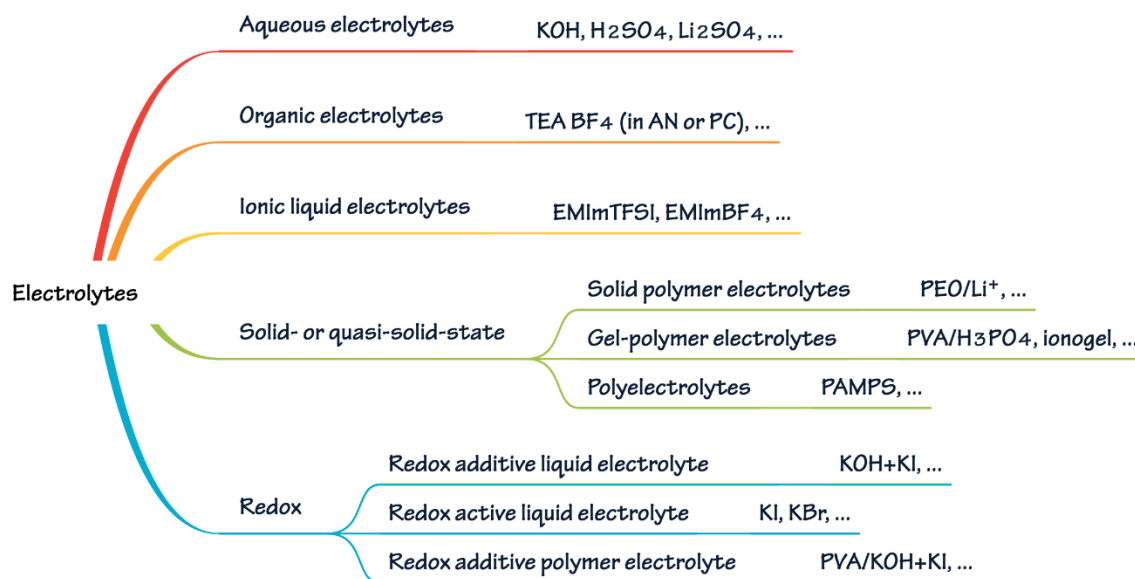 Aqueous electrolytes KOH, H2SO4, Li2SO4, ...
Organic electrolytes TEA BF4 (in AN or PC), ...
Ionic liquid electrolytes EMImTFSI, EMImBF4, ...
Electrolytes
Solid- or quasi-solid-state
Solid polymer electrolytes PEO/Li⁺, ...
Gel-polymer electrolytes PVA/H3PO4, ionogel, ...
Polyelectrolytes PAMPS, ...
Redox
Redox additive liquid electrolyte KOH+KI, ...
Redox active liquid electrolyte KI, KBr, ...
Redox additive polymer electrolyte PVA/KOH+KI, ...